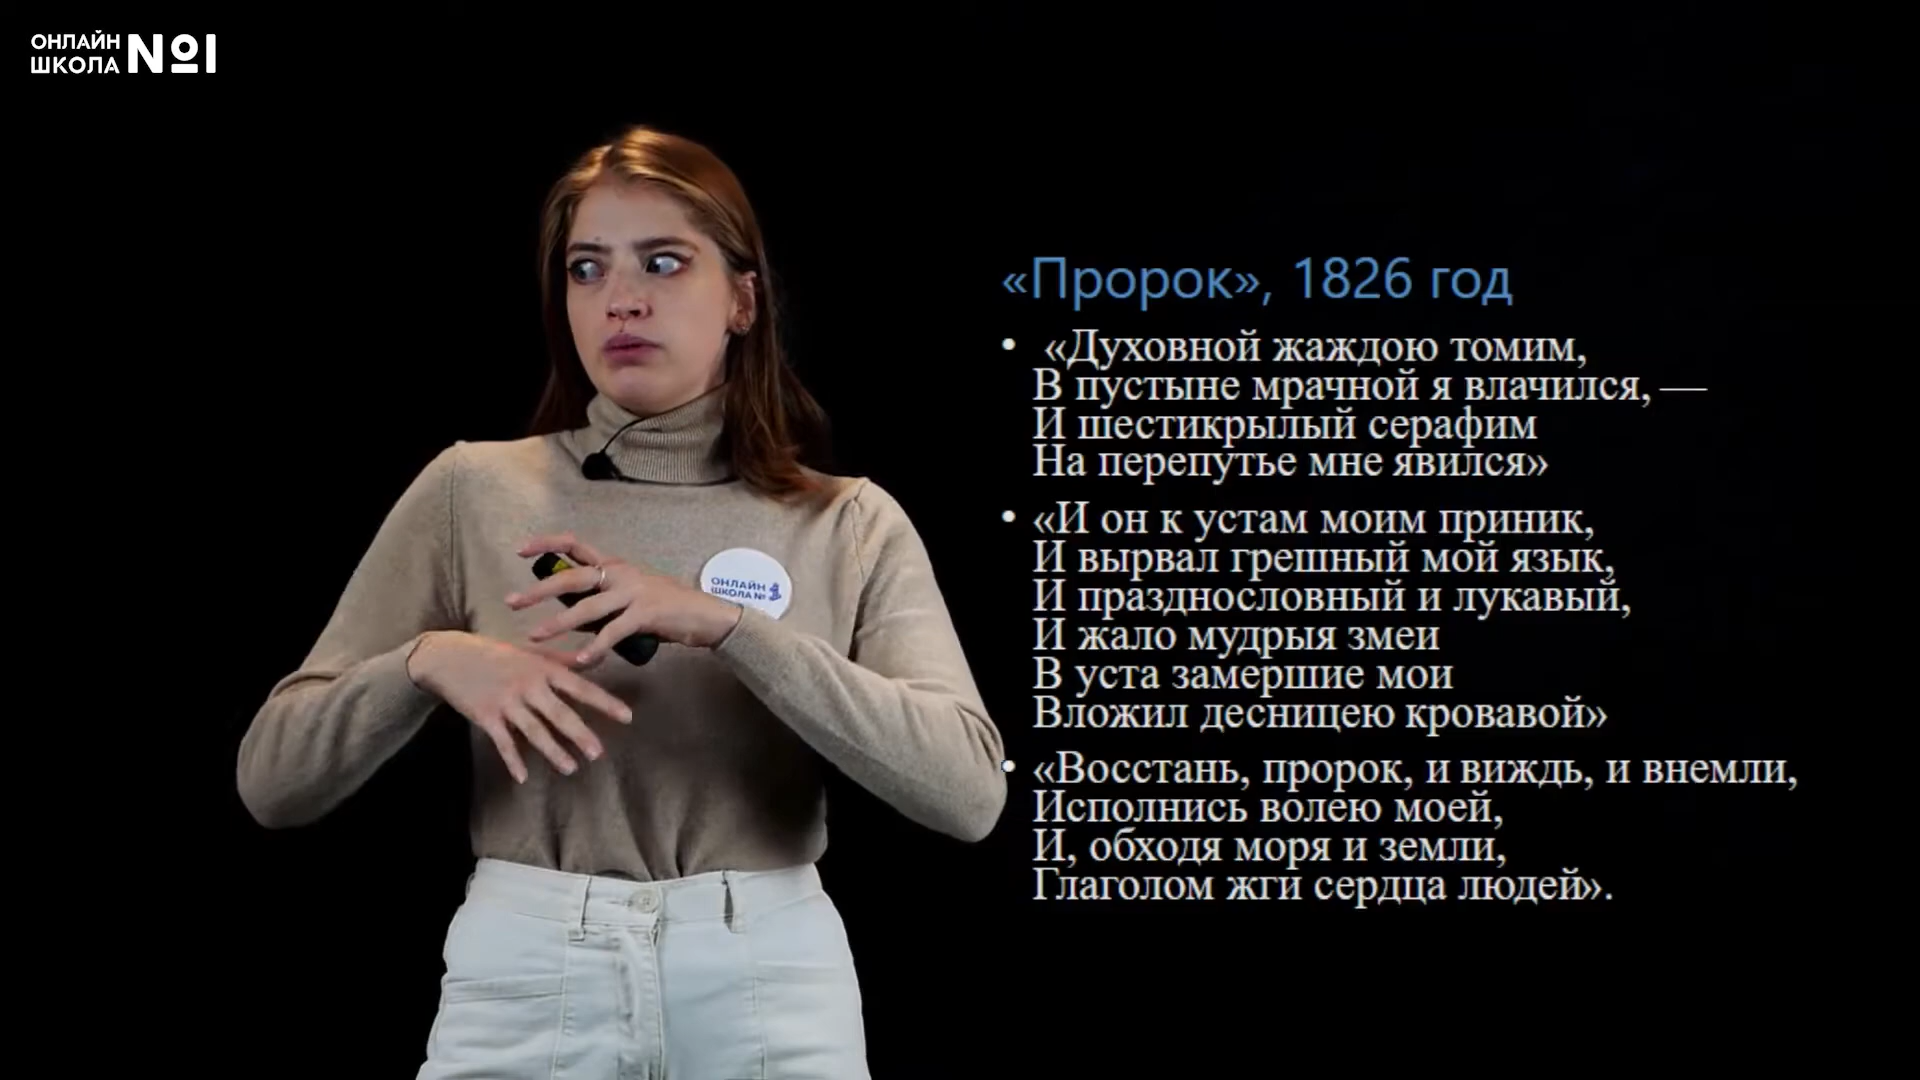 ОНЛАЙН
ШКОЛА №1
«Пророк», 1826 год
• «Духовной жаждою томим,
В пустыне мрачной я влачился, —
И шестикрылый серафим
На перепутье мне явился»
• «И он к устам моим приник,
И вырвал грешный мой язык,
И празднословный и лукавый,
И жало мудрыя змеи
В уста замершие мои
Вложил десницею кровавой»
• «Восстань, пророк, и виждь, и внемли,
Исполнись волею моей,
И, обходя моря и земли,
Глаголом жги сердца людей».
ОНЛАЙН
ШКОЛА №1